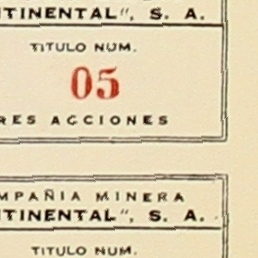 TINENTAL", S. A.
TITULO NUM.
05
RES ACCIONES
MPAÑIA MINERA
TINENTAL", S. A.
TITULO NUM.